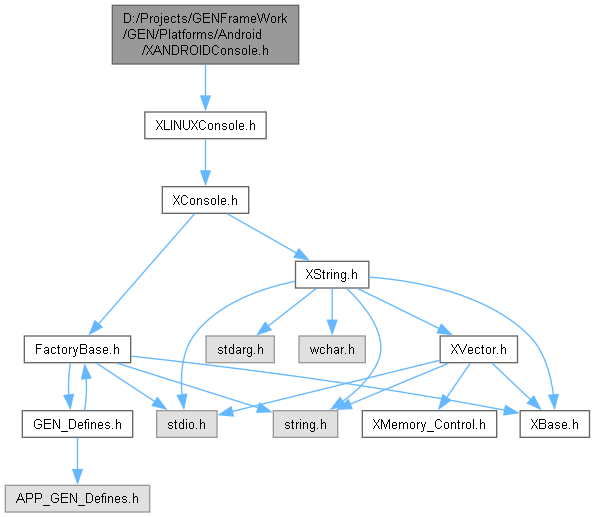 D:/Projects/GENFrameWork
/GEN/Platforms/Android
/XANDROIDConsole.h
XLINUXConsole.h
XConsole.h
XString.h
FactoryBase.h
stdarg.h
wchar.h
XVector.h
GEN_Defines.h
stdio.h
string.h
XMemory_Control.h
XBase.h
APP_GEN_Defines.h